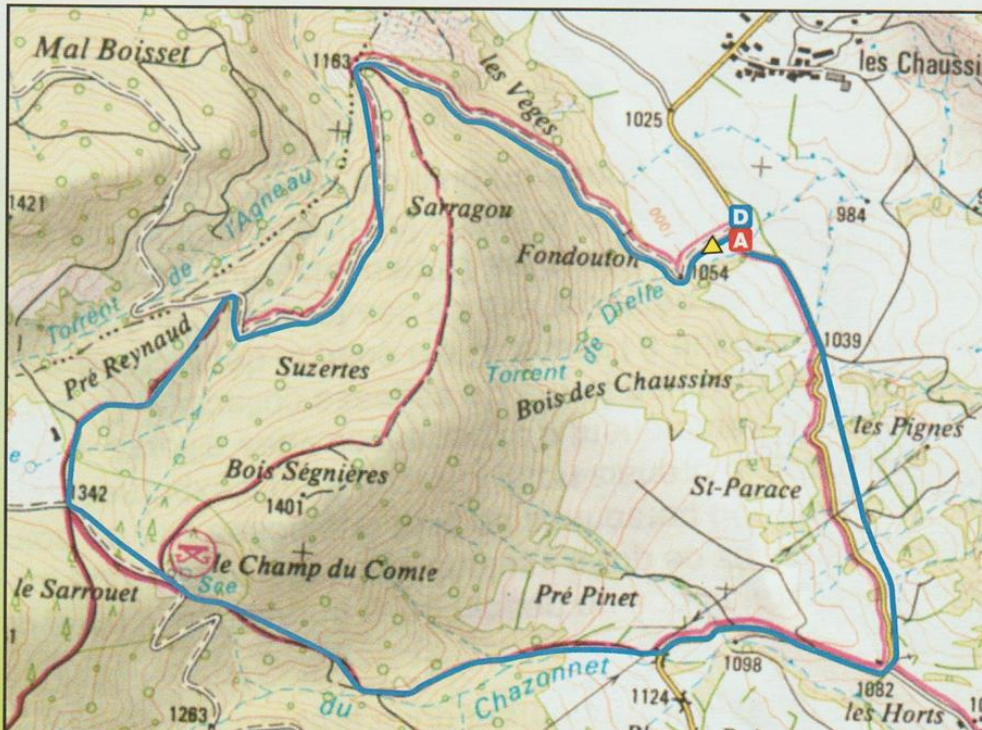 Mal Boisset
1163
les Vèges
les Chaussi
1025
1421
Torrent de l'Agneau
Sarragou
984
1000
D
A
Fondouton
1054
Torrent de Drelle
1039
Pré Reynaud
Suzertes
Bois des Chaussins
les Pignes
Bois Ségnières
1342
1401
St-Parace
le Champ du Comte
Sce
le Sarrouet
Pré Pinet
1098
1082
du Chazonnet
1124
1263
les Horts